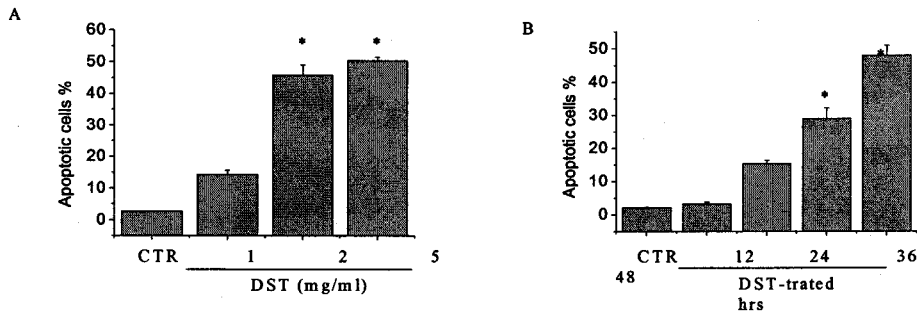 A
60
50
40
30
20
10
0
Apoptotic cells %
* *
CTR 1 2 5
DST (mg/ml)
B
50
40
30
20
10
0
Apoptotic cells %
*
*
CTR 12 24 36
48
DST-trated
hrs